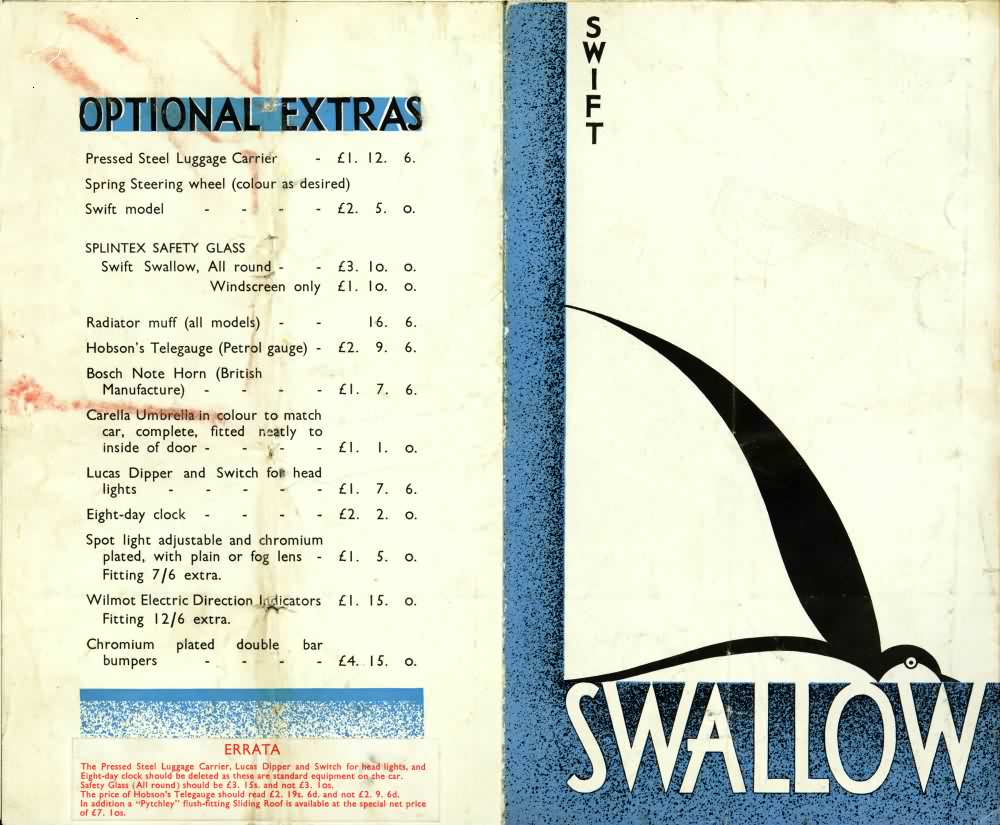 OPTIONAL EXTRAS
Pressed Steel Luggage Carrier - £1. 12. 6.
Spring Steering wheel (colour as desired)
Swift model - - - - £2. 5. 0.
SPLINTEX SAFETY GLASS
Swift Swallow, All round - - £3. 10. 0.
Windscreen only £1. 10. 0.
Radiator muff (all models) - - 16. 6.
Hobson's Telegauge (Petrol gauge) - £2. 9. 6.
Bosch Note Horn (British
Manufacture) - - - - £1. 7. 6.
Carella Umbrella in colour to match
car, complete, fitted neatly to
inside of door - - - - £1. 1. 0.
Lucas Dipper and Switch for head
lights - - - - - £1. 7. 6.
Eight-day clock - - - - £2. 2. 0.
Spot light adjustable and chromium
plated, with plain or fog lens - £1. 5. 0.
Fitting 7/6 extra.
Wilmot Electric Direction Indicators £1. 15. 0.
Fitting 12/6 extra.
Chromium plated double bar
bumpers - - - - £4. 15. 0.
ERRATA
The Pressed Steel Luggage Carrier, Lucas Dipper and Switch for head lights, and
Eight-day clock should be deleted as these are standard equipment on the car.
Safety Glass (All round) should be £3. 15s. and not £3. 10s.
The price of Hobson's Telegauge should read £2. 19s. 6d. and not £2. 9. 6d.
In addition a "Pytchley" flush-fitting Sliding Roof is available at the special net price
of £7. 10s.
SWIFT
SWALLOW